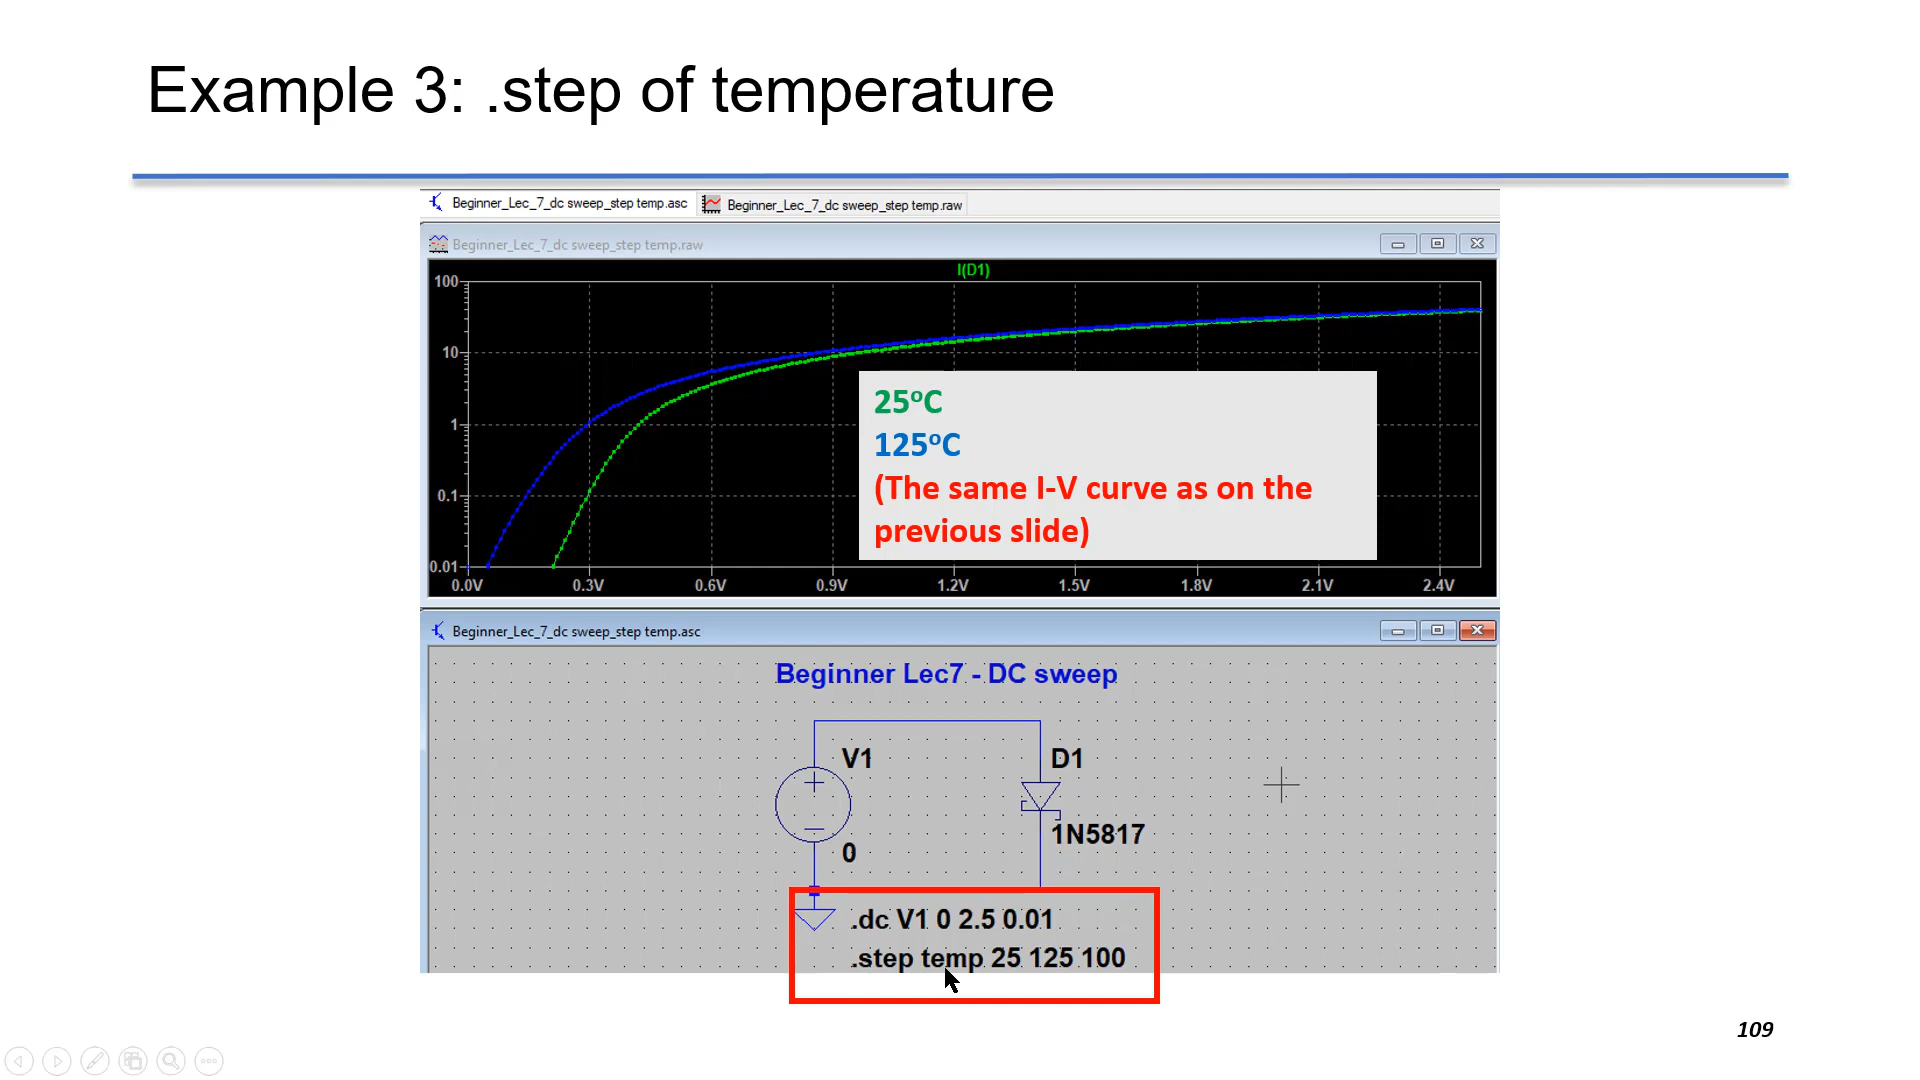 Example 3: .step of temperature
Beginner_Lec_7_dc sweep_step temp.asc
Beginner_Lec_7_dc sweep_step temp.raw
Beginner_Lec_7_dc sweep_step temp.raw
I(D1)
100
10
1
0.1
0.01
0.0V 0.3V 0.6V 0.9V 1.2V 1.5V 1.8V 2.1V 2.4V
25ºC
125ºC
(The same I-V curve as on the
previous slide)
Beginner_Lec_7_dc sweep_step temp.asc
Beginner Lec7 - DC sweep
V1
D1
1N5817
0
.dc V1 0 2.5 0.01
.step temp 25 125 100
109